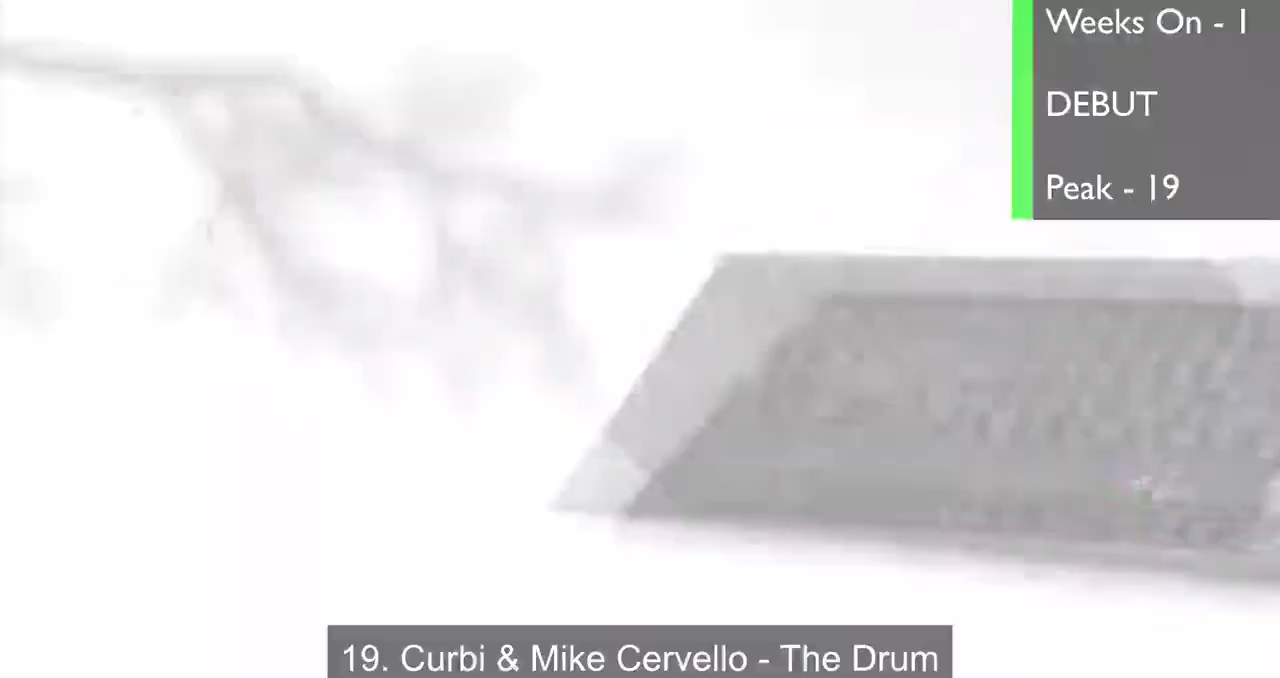 Weeks On - 1
DEBUT
Peak - 19
19. Curbi & Mike Cervello - The Drum